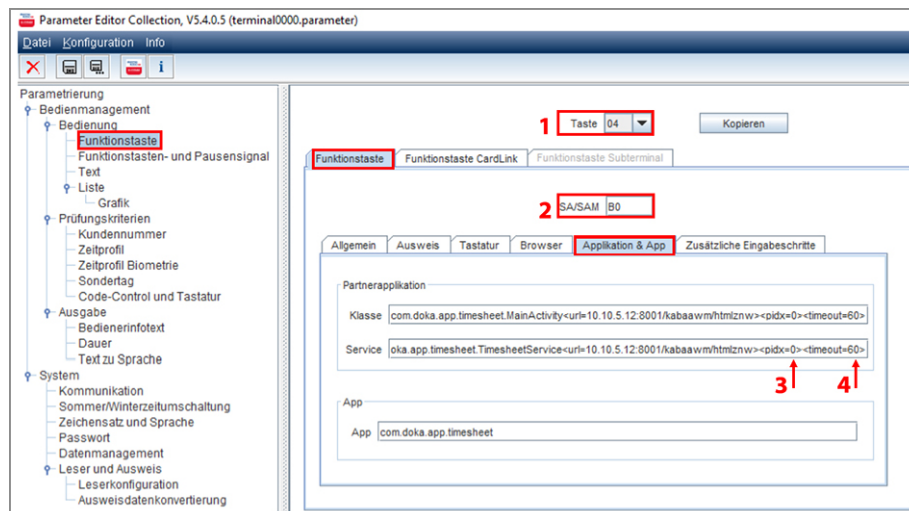 Parameter Editor Collection, V5.4.0.5 (terminal0000.parameter)
Datei Konfiguration Info
Parametrierung
Bedienmanagement
Bedienung
Funktionstaste
Funktionstasten- und Pausensignal
Text
Liste
Grafik
Prüfungskriterien
Kundennummer
Zeitprofil
Zeitprofil Biometrie
Sondertag
Code-Control und Tastatur
Ausgabe
Bedienerinfotext
Dauer
Text zu Sprache
System
Kommunikation
Sommer/Winterzeitumschaltung
Zeichensatz und Sprache
Passwort
Datenmanagement
Leser und Ausweis
Leserkonfiguration
Ausweisdatenkonvertierung
1 Taste 04 Kopieren
Funktionstaste Funktionstaste CardLink Funktionstaste Subterminal
2 SA/SAM B0
Allgemein Ausweis Tastatur Browser Applikation & App Zusätzliche Eingabeschritte
Partnerapplikation
Klasse com.doka.app.timesheet.MainActivity<url=10.10.5.12:8001/kabaawm/htmlznw><pidx=0><timeout=60>
Service oka.app.timesheet.TimesheetService<url=10.10.5.12:8001/kabaawm/htmlznw><pidx=0><timeout=60>
3 4
App
App com.doka.app.timesheet